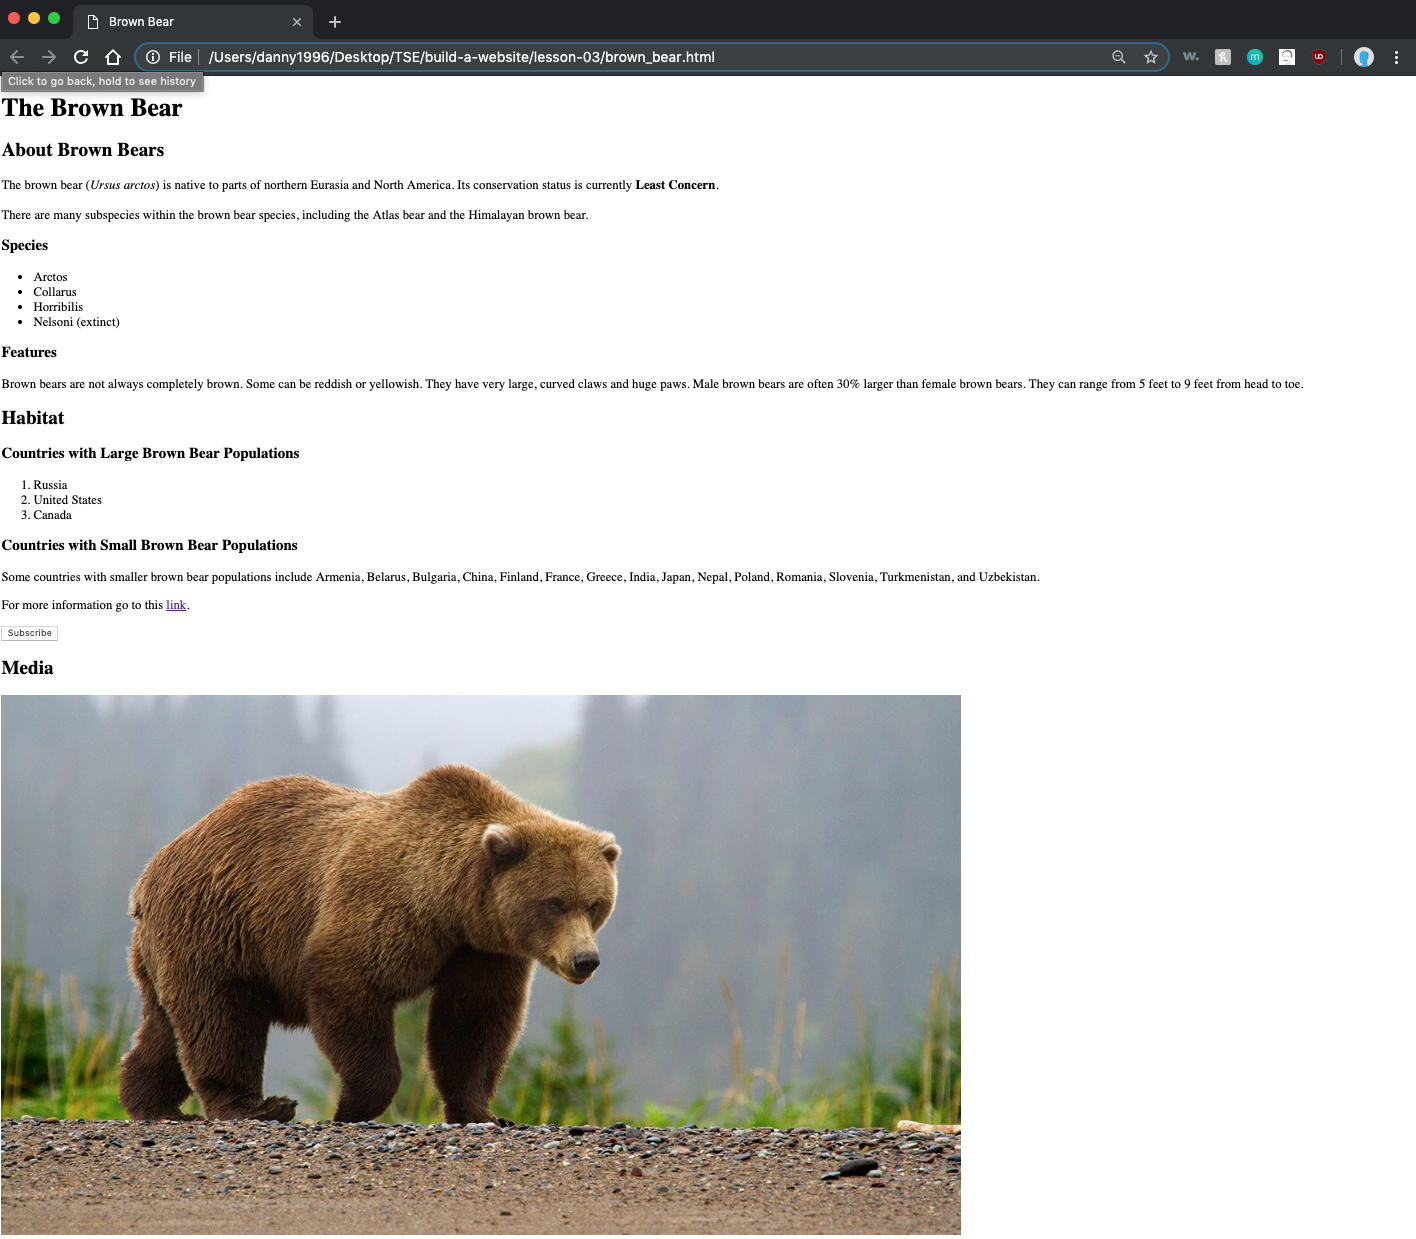 Brown Bear
File
/Users/danny1996/Desktop/TSE/build-a-website/lesson-03/brown_bear.html
w.
m
Click to go back, hold to see history
The Brown Bear
About Brown Bears
The brown bear (Ursus arctos) is native to parts of northern Eurasia and North America. Its conservation status is currently Least Concern.
There are many subspecies within the brown bear species, including the Atlas bear and the Himalayan brown bear.
Species
• Arctos
• Collarus
• Horribilis
• Nelsoni (extinct)
Features
Brown bears are not always completely brown. Some can be reddish or yellowish. They have very large, curved claws and huge paws. Male brown bears are often 30% larger than female brown bears. They can range from 5 feet to 9 feet from head to toe.
Habitat
Countries with Large Brown Bear Populations
1. Russia
2. United States
3. Canada
Countries with Small Brown Bear Populations
Some countries with smaller brown bear populations include Armenia, Belarus, Bulgaria, China, Finland, France, Greece, India, Japan, Nepal, Poland, Romania, Slovenia, Turkmenistan, and Uzbekistan.
For more information go to this link.
Subscribe
Media